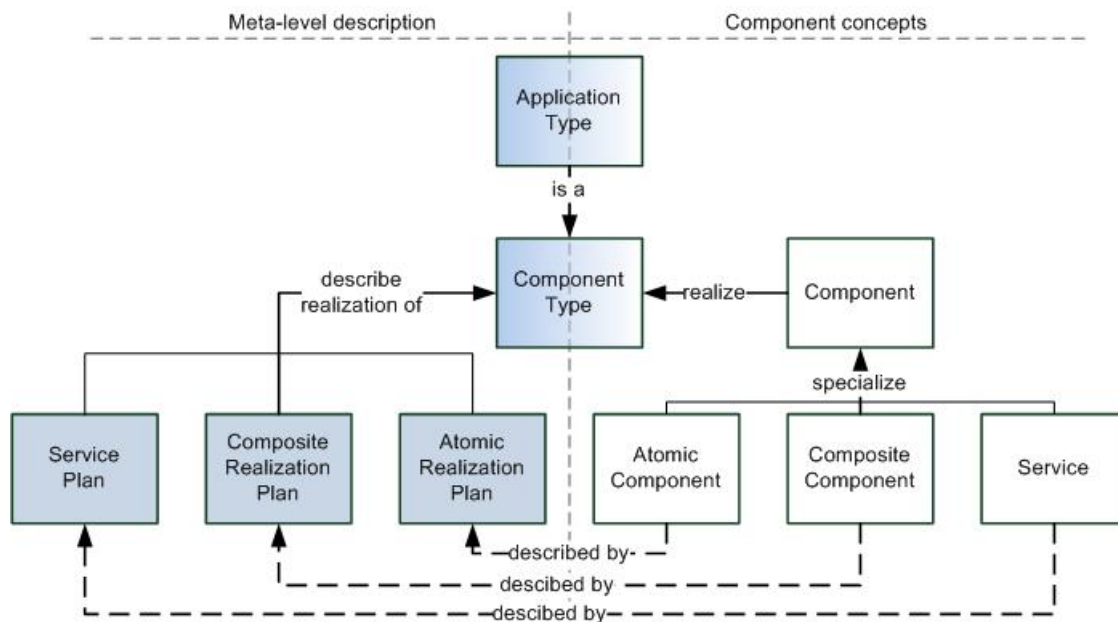 Meta-level description
Component concepts
Application
Type
is a
describe
realization of
Component
Type
realize
Component
specialize
Service
Plan
Composite
Realization
Plan
Atomic
Realization
Plan
Atomic
Component
Composite
Component
Service
described by
descibed by
descibed by